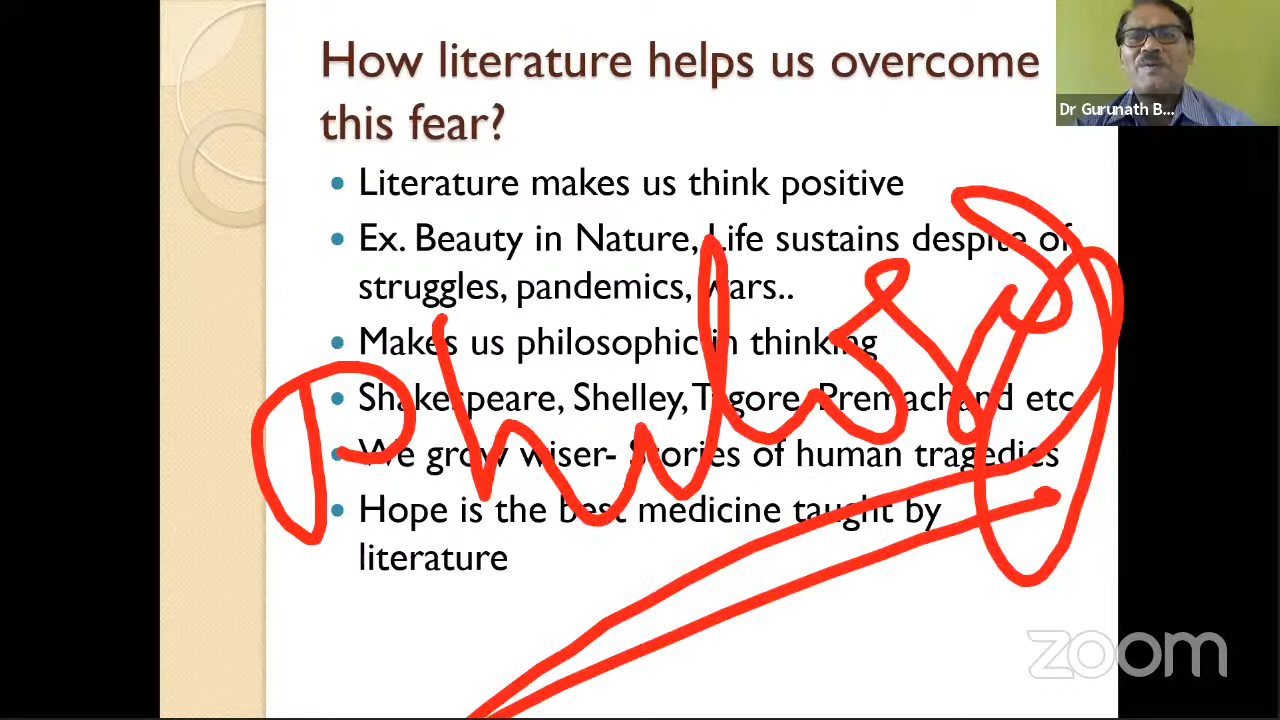 How literature helps us overcome
this fear?
Dr Gurunath B...
Literature makes us think positive
Ex. Beauty in Nature, Life sustains despite of
struggles, pandemics, wars..
Makes us philosophic in thinking
Shakespeare, Shelley, Tagore, Premachand etc
We grow wiser- Stories of human tragedies
Hope is the best medicine taught by
literature
zoom